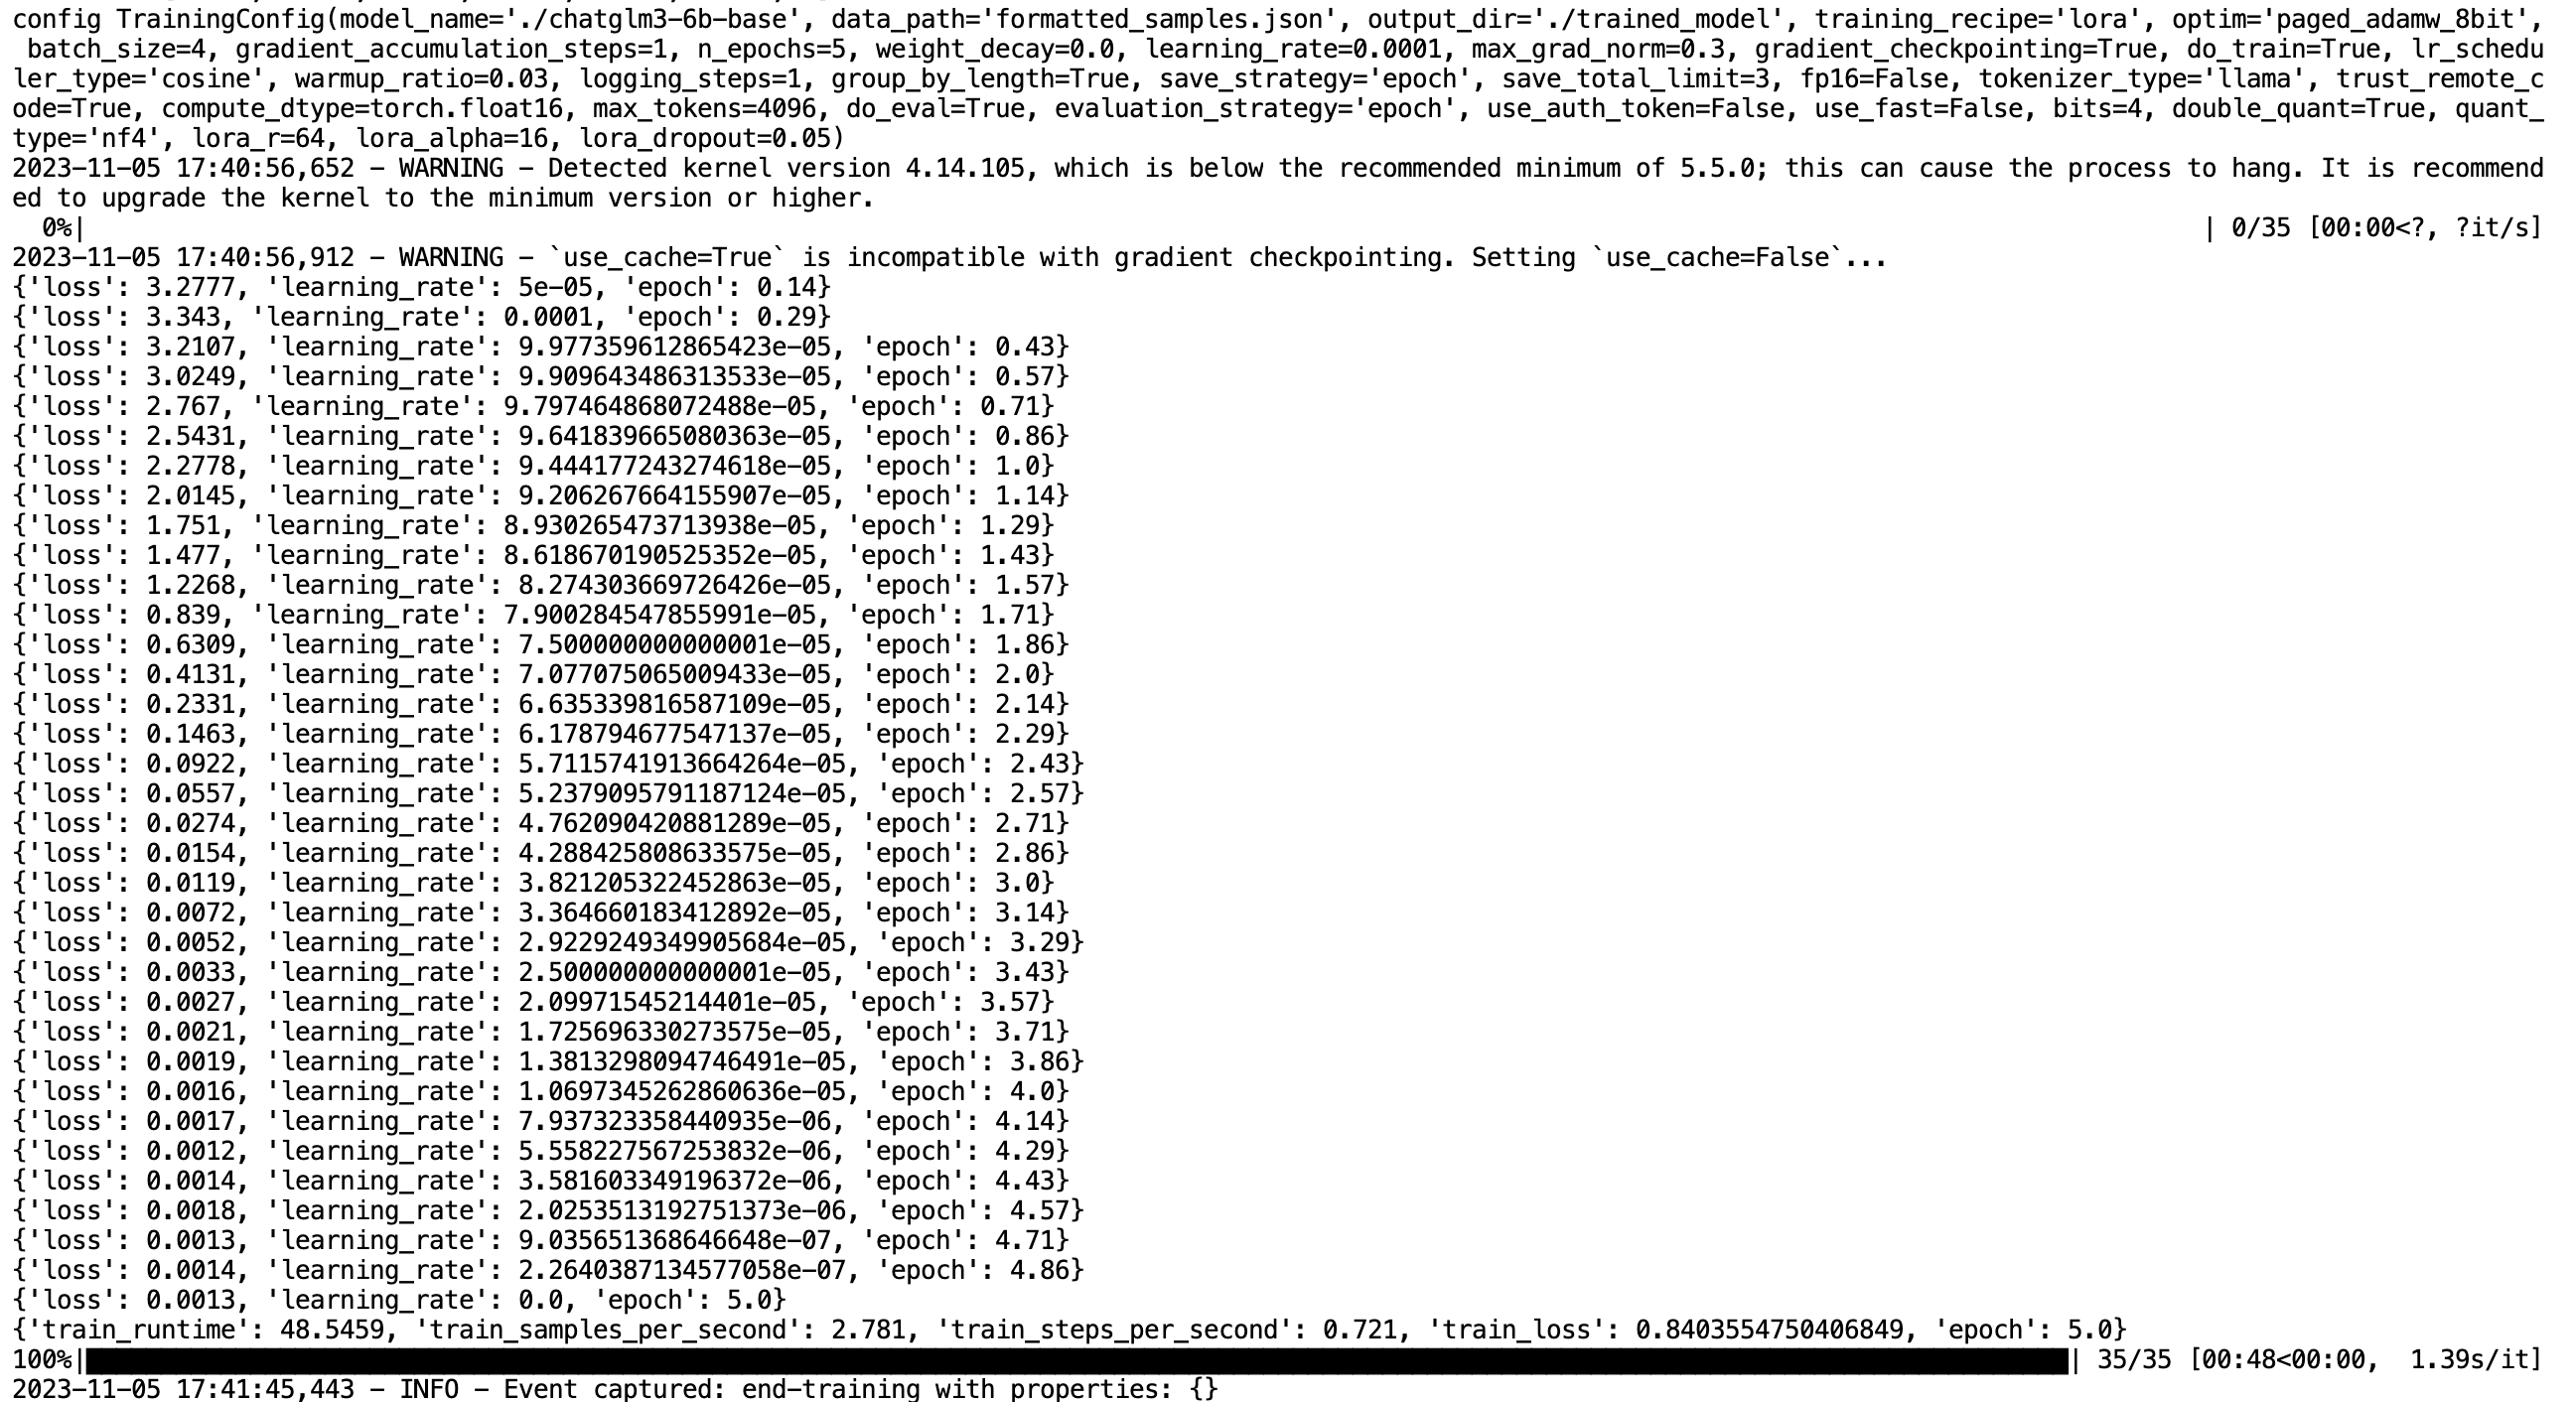 config TrainingConfig(model_name='./chatglm3-6b-base', data_path='formatted_samples.json', output_dir='./trained_model', training_recipe='lora', optim='paged_adamw_8bit',
 batch_size=4, gradient_accumulation_steps=1, n_epochs=5, weight_decay=0.0, learning_rate=0.0001, max_grad_norm=0.3, gradient_checkpointing=True, do_train=True, lr_schedu
ler_type='cosine', warmup_ratio=0.03, logging_steps=1, group_by_length=True, save_strategy='epoch', save_total_limit=3, fp16=False, tokenizer_type='llama', trust_remote_c
ode=True, compute_dtype=torch.float16, max_tokens=4096, do_eval=True, evaluation_strategy='epoch', use_auth_token=False, use_fast=False, bits=4, double_quant=True, quant_
type='nf4', lora_r=64, lora_alpha=16, lora_dropout=0.05)
2023-11-05 17:40:56,652 - WARNING - Detected kernel version 4.14.105, which is below the recommended minimum of 5.5.0; this can cause the process to hang. It is recommend
ed to upgrade the kernel to the minimum version or higher.
  0%| | 0/35 [00:00<?, ?it/s]
2023-11-05 17:40:56,912 - WARNING - `use_cache=True` is incompatible with gradient checkpointing. Setting `use_cache=False`...
{'loss': 3.2777, 'learning_rate': 5e-05, 'epoch': 0.14}
{'loss': 3.343, 'learning_rate': 0.0001, 'epoch': 0.29}
{'loss': 3.2107, 'learning_rate': 9.977359612865423e-05, 'epoch': 0.43}
{'loss': 3.0249, 'learning_rate': 9.909643486313533e-05, 'epoch': 0.57}
{'loss': 2.767, 'learning_rate': 9.797464868072488e-05, 'epoch': 0.71}
{'loss': 2.5431, 'learning_rate': 9.641839665080363e-05, 'epoch': 0.86}
{'loss': 2.2778, 'learning_rate': 9.444177243274618e-05, 'epoch': 1.0}
{'loss': 2.0145, 'learning_rate': 9.206267664155907e-05, 'epoch': 1.14}
{'loss': 1.751, 'learning_rate': 8.930265473713938e-05, 'epoch': 1.29}
{'loss': 1.477, 'learning_rate': 8.618670190525352e-05, 'epoch': 1.43}
{'loss': 1.2268, 'learning_rate': 8.274303669726426e-05, 'epoch': 1.57}
{'loss': 0.839, 'learning_rate': 7.900284547855991e-05, 'epoch': 1.71}
{'loss': 0.6309, 'learning_rate': 7.500000000000001e-05, 'epoch': 1.86}
{'loss': 0.4131, 'learning_rate': 7.077075065009433e-05, 'epoch': 2.0}
{'loss': 0.2331, 'learning_rate': 6.635339816587109e-05, 'epoch': 2.14}
{'loss': 0.1463, 'learning_rate': 6.178794677547137e-05, 'epoch': 2.29}
{'loss': 0.0922, 'learning_rate': 5.7115741913664264e-05, 'epoch': 2.43}
{'loss': 0.0557, 'learning_rate': 5.2379095791187124e-05, 'epoch': 2.57}
{'loss': 0.0274, 'learning_rate': 4.762090420881289e-05, 'epoch': 2.71}
{'loss': 0.0154, 'learning_rate': 4.288425808633575e-05, 'epoch': 2.86}
{'loss': 0.0119, 'learning_rate': 3.821205322452863e-05, 'epoch': 3.0}
{'loss': 0.0072, 'learning_rate': 3.364660183412892e-05, 'epoch': 3.14}
{'loss': 0.0052, 'learning_rate': 2.9229249349905684e-05, 'epoch': 3.29}
{'loss': 0.0033, 'learning_rate': 2.500000000000001e-05, 'epoch': 3.43}
{'loss': 0.0027, 'learning_rate': 2.09971545214401e-05, 'epoch': 3.57}
{'loss': 0.0021, 'learning_rate': 1.725696330273575e-05, 'epoch': 3.71}
{'loss': 0.0019, 'learning_rate': 1.3813298094746491e-05, 'epoch': 3.86}
{'loss': 0.0016, 'learning_rate': 1.0697345262860636e-05, 'epoch': 4.0}
{'loss': 0.0017, 'learning_rate': 7.937323358440935e-06, 'epoch': 4.14}
{'loss': 0.0012, 'learning_rate': 5.558227567253832e-06, 'epoch': 4.29}
{'loss': 0.0014, 'learning_rate': 3.581603349196372e-06, 'epoch': 4.43}
{'loss': 0.0018, 'learning_rate': 2.0253513192751373e-06, 'epoch': 4.57}
{'loss': 0.0013, 'learning_rate': 9.035651368646648e-07, 'epoch': 4.71}
{'loss': 0.0014, 'learning_rate': 2.2640387134577058e-07, 'epoch': 4.86}
{'loss': 0.0013, 'learning_rate': 0.0, 'epoch': 5.0}
{'train_runtime': 48.5459, 'train_samples_per_second': 2.781, 'train_steps_per_second': 0.721, 'train_loss': 0.8403554750406849, 'epoch': 5.0}
100%| | 35/35 [00:48<00:00,  1.39s/it]
2023-11-05 17:41:45,443 - INFO - Event captured: end-training with properties: {}